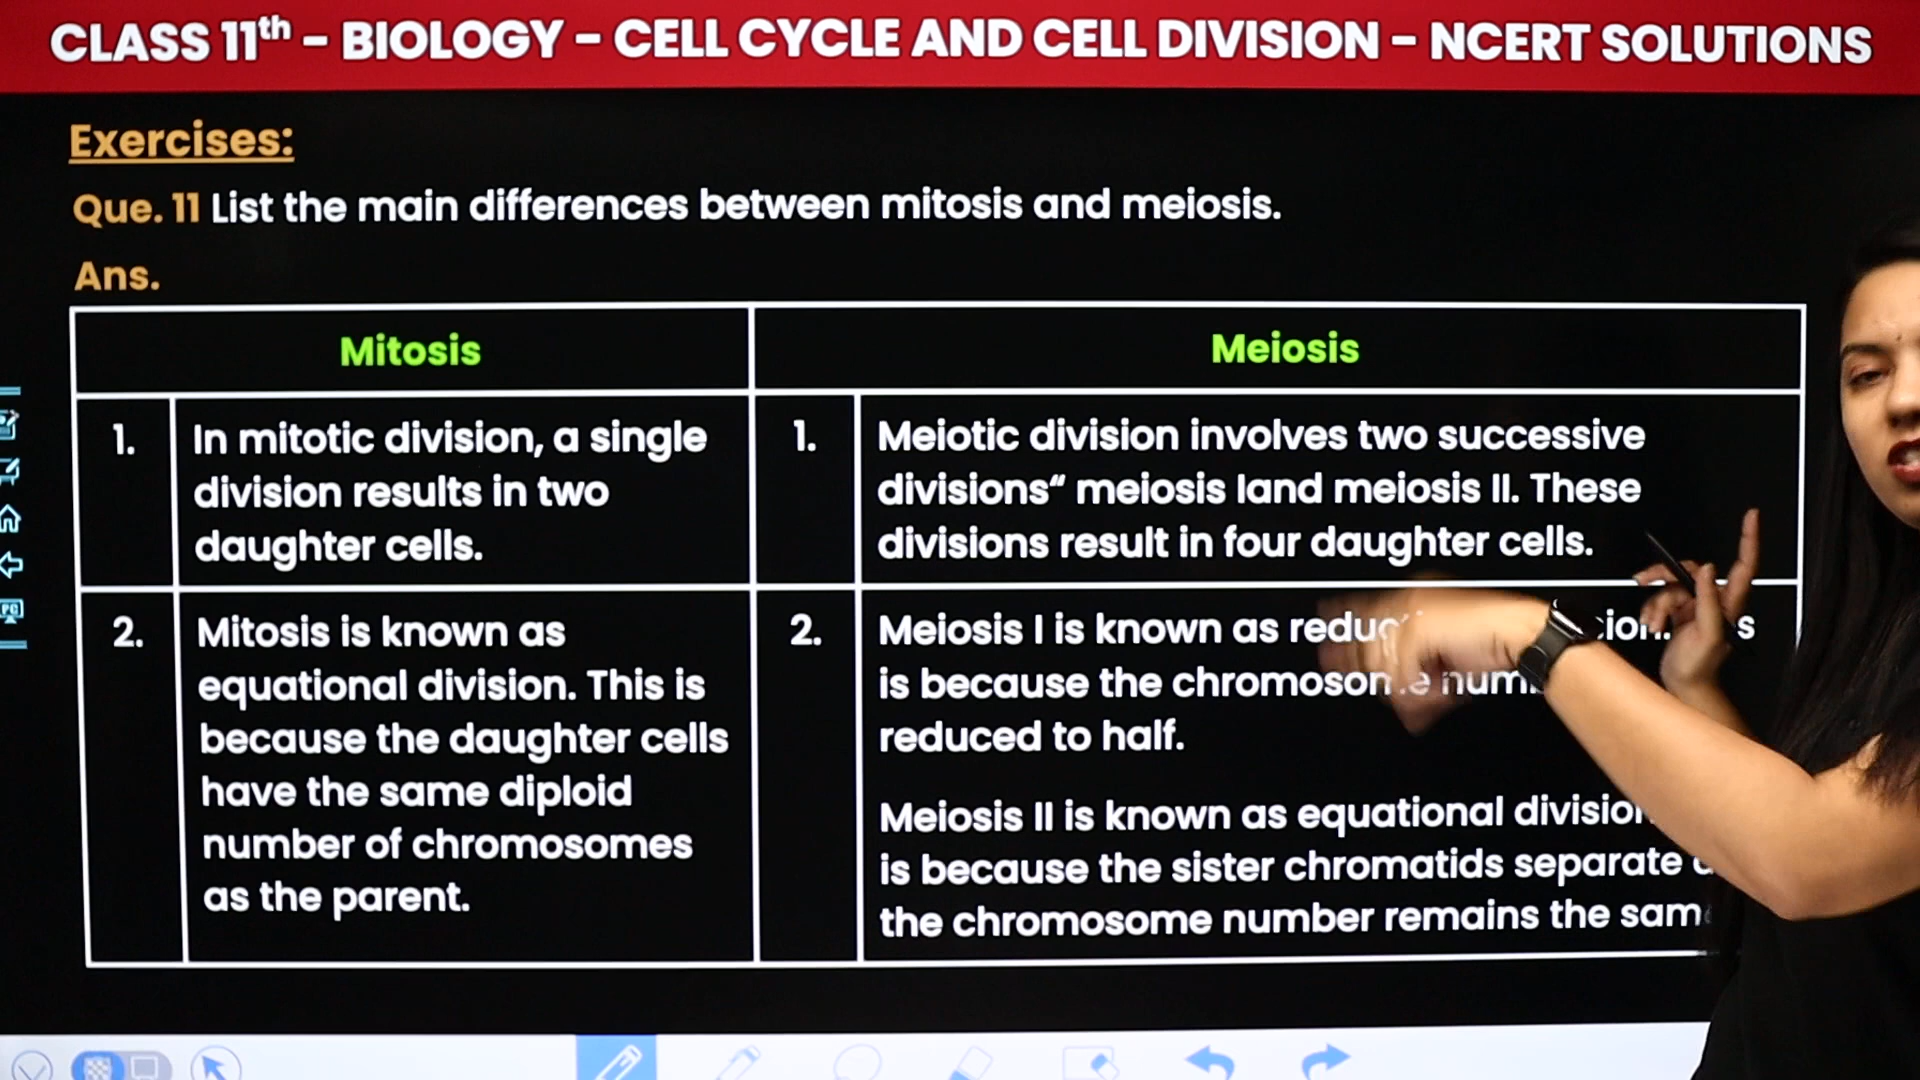 CLASS 11th - BIOLOGY - CELL CYCLE AND CELL DIVISION - NCERT SOLUTIONS
Exercises:
Que. 11 List the main differences between mitosis and meiosis.
Ans.
Mitosis
Meiosis
1.
In mitotic division, a single
division results in two
daughter cells.
1.
Meiotic division involves two successive
divisions“ meiosis Iand meiosis II. These
divisions result in four daughter cells.
2.
Mitosis is known as
equational division. This is
because the daughter cells
have the same diploid
number of chromosomes
as the parent.
2.
Meiosis I is known as
is because the
reduced to half.
Meiosis II is known as equational
is because the sister chromatids separate
the chromosome number remains the
PC